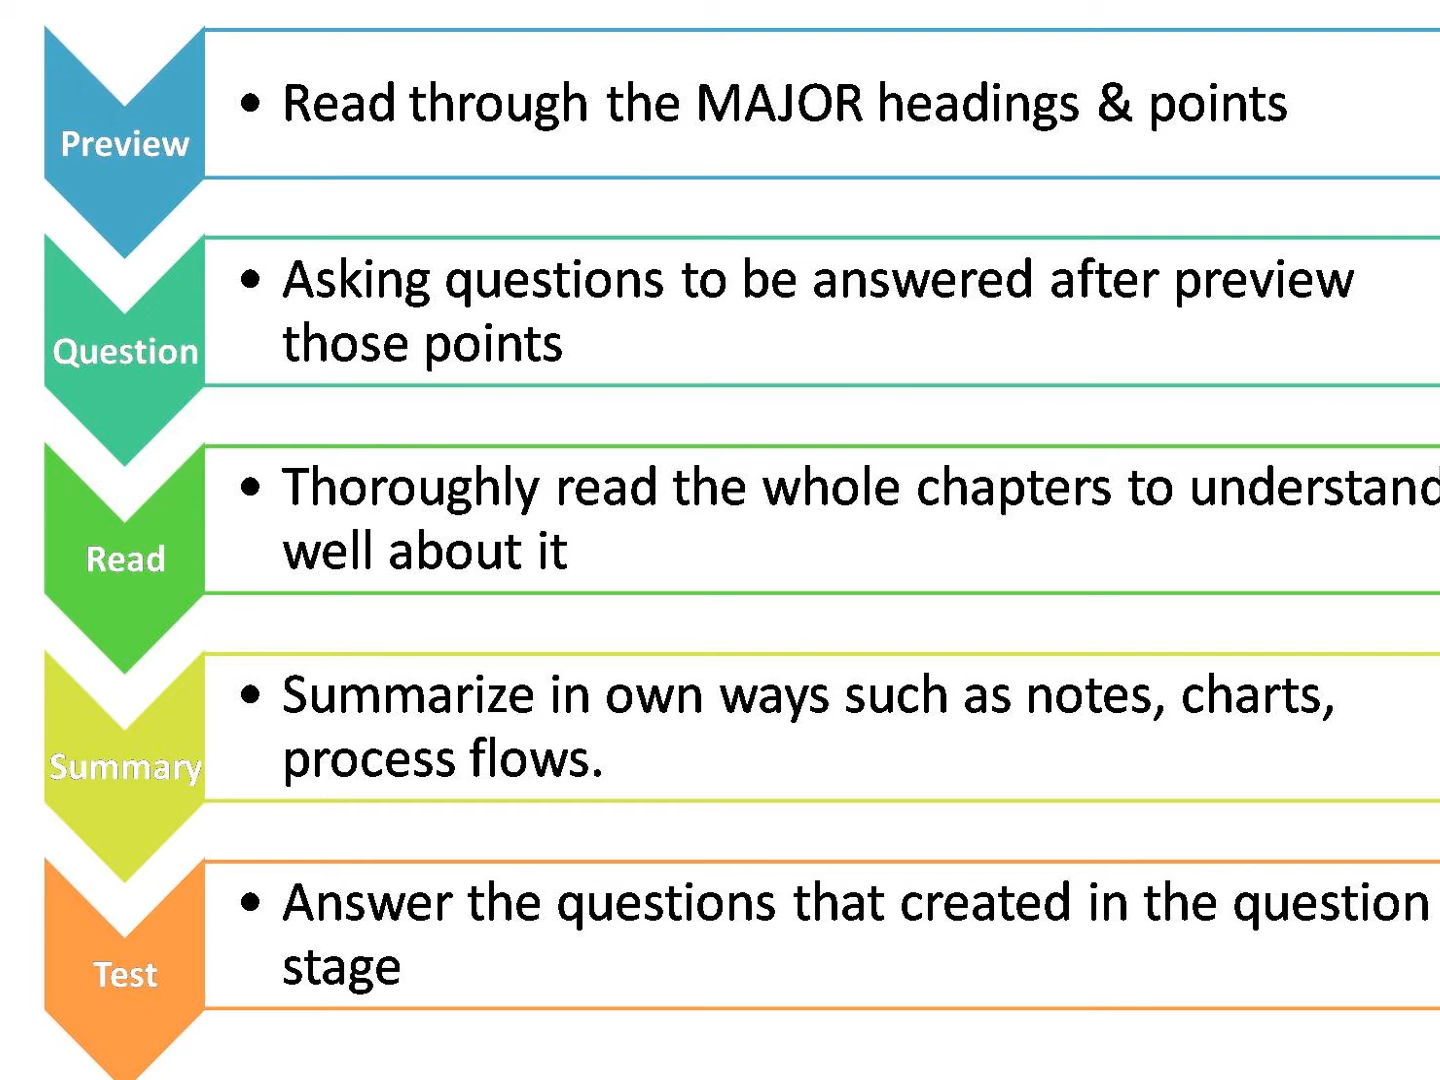 Preview
• Read through the MAJOR headings & points
Question
• Asking questions to be answered after preview
those points
Read
• Thoroughly read the whole chapters to understand
well about it
Summary
• Summarize in own ways such as notes, charts,
process flows.
Test
• Answer the questions that created in the question
stage